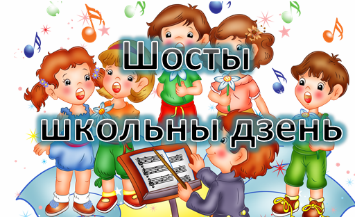 Шосты
школьны дзень